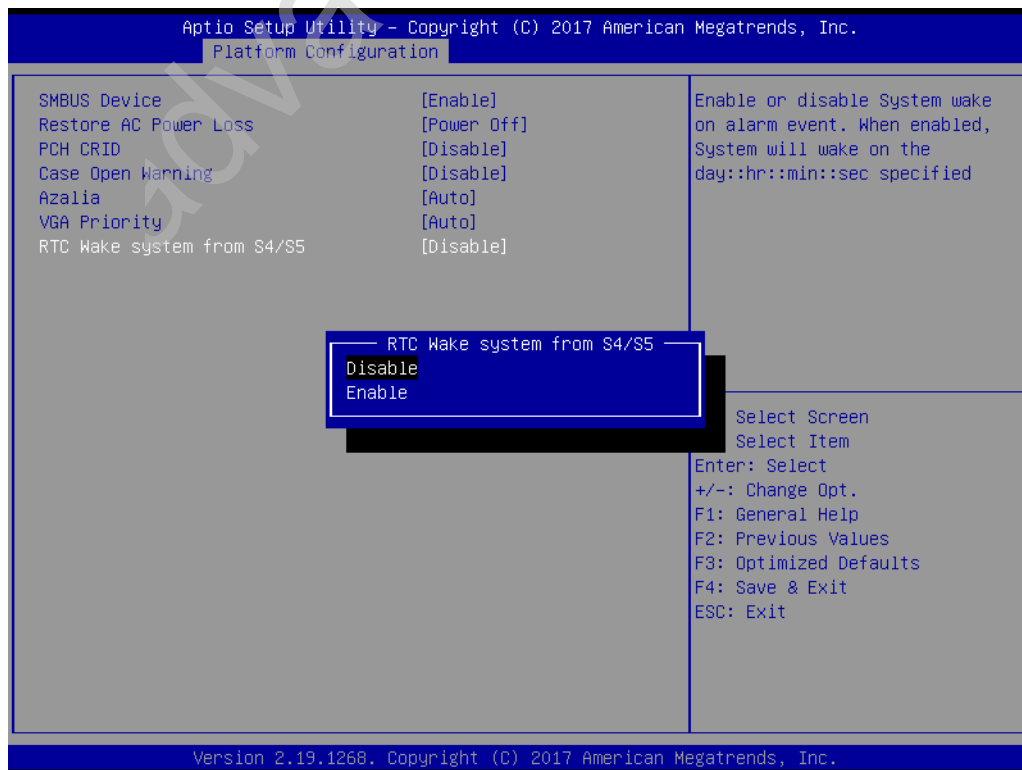 Aptio Setup Utility – Copyright (C) 2017 American Megatrends, Inc.
Platform Configuration
SMBUS Device [Enable]
Restore AC Power Loss [Power Off]
PCH CRID [Disable]
Case Open Warning [Disable]
Azalia [Auto]
VGA Priority [Auto]
RTC Wake system from S4/S5 [Disable]
Enable or disable System wake
on alarm event. When enabled,
System will wake on the
day::hr::min::sec specified
RTC Wake system from S4/S5
Disable
Enable
Select Screen
Select Item
Enter: Select
+/-: Change Opt.
F1: General Help
F2: Previous Values
F3: Optimized Defaults
F4: Save & Exit
ESC: Exit
Version 2.19.1268. Copyright (C) 2017 American Megatrends, Inc.